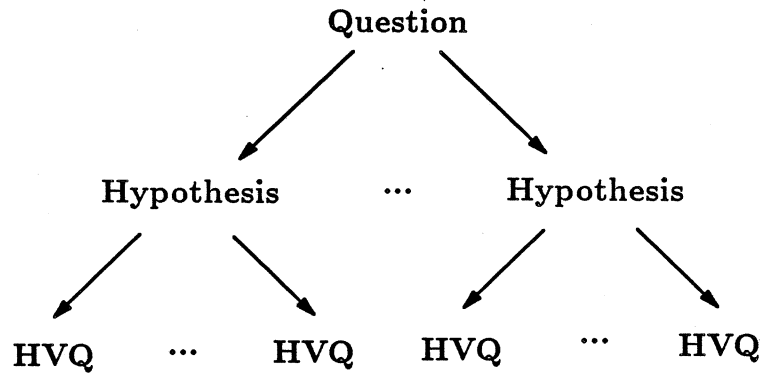 Question
Hypothesis ... Hypothesis
HVQ ... HVQ HVQ ... HVQ